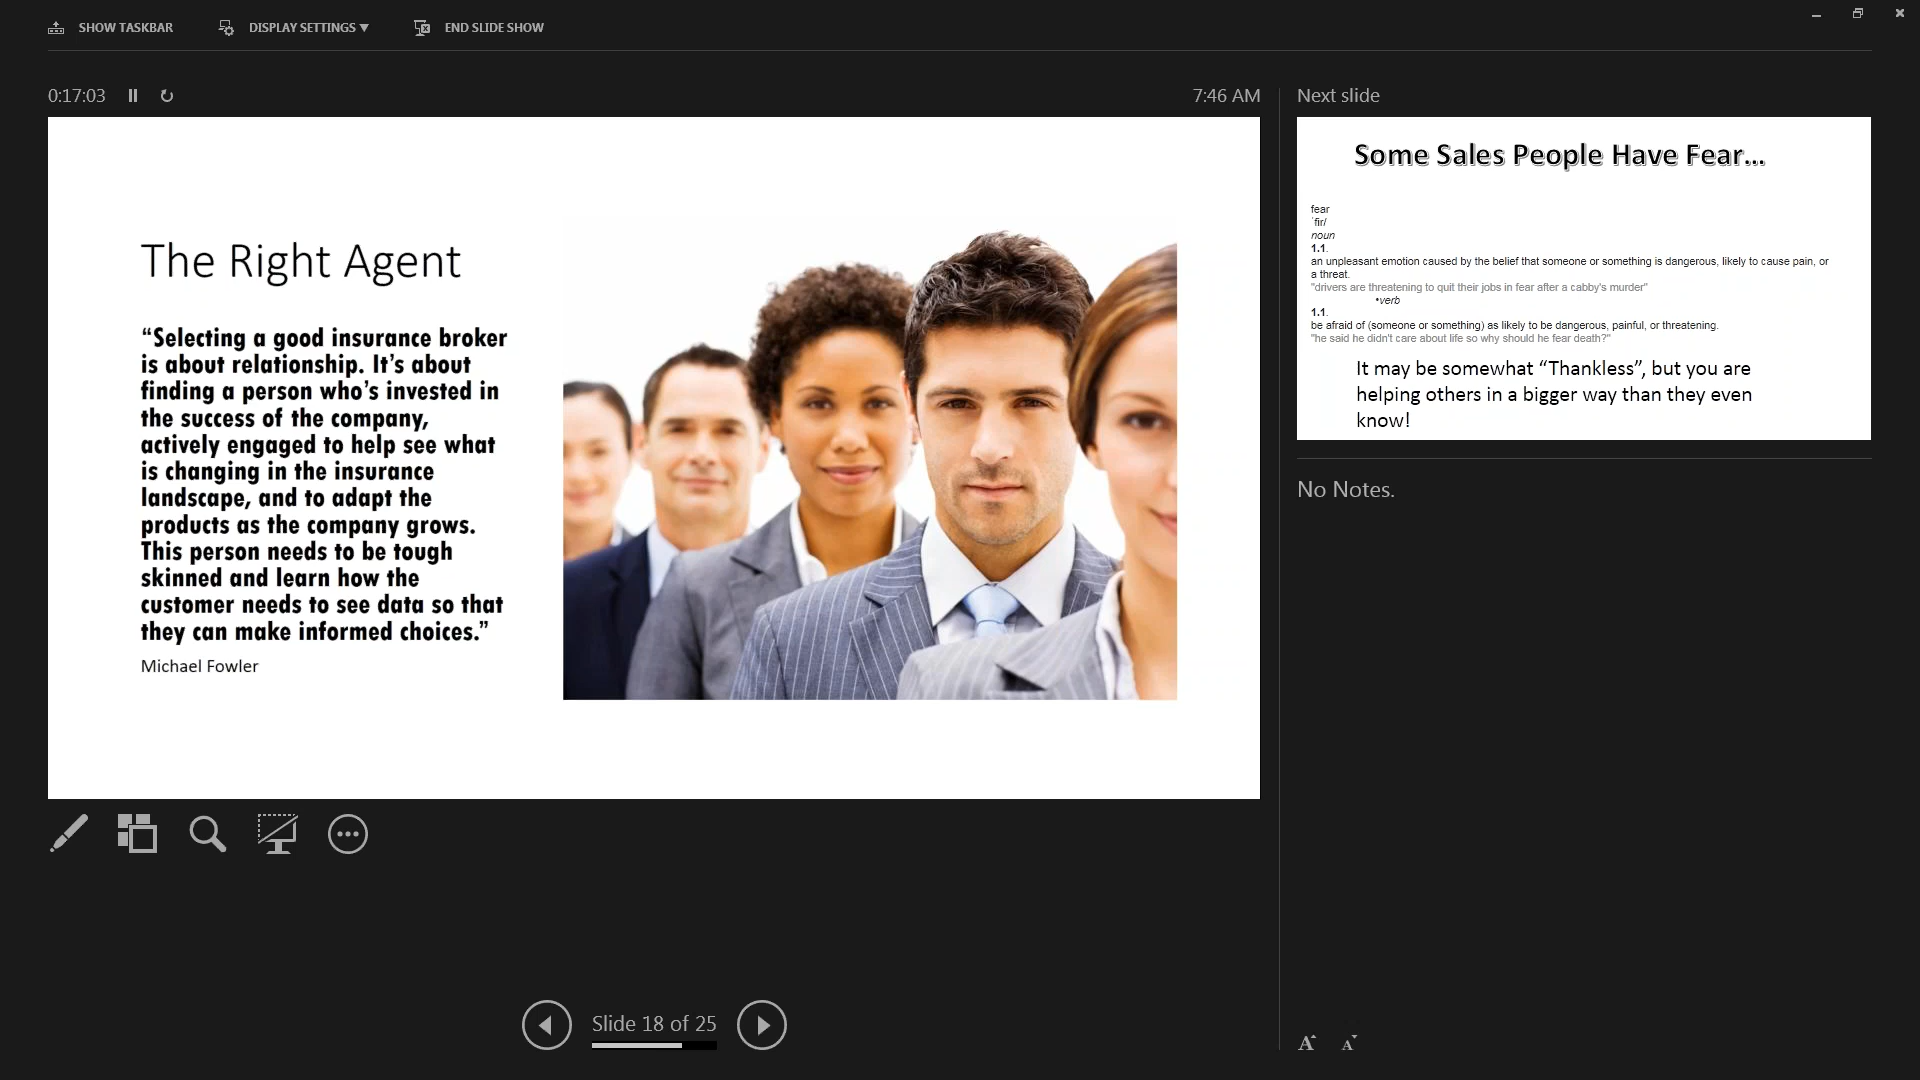 SHOW TASKBAR
DISPLAY SETTINGS ▼
END SLIDE SHOW
0:17:03
7:46 AM
The Right Agent
“Selecting a good insurance broker
is about relationship. It’s about
finding a person who’s invested in
the success of the company,
actively engaged to help see what
is changing in the insurance
landscape, and to adapt the
products as the company grows.
This person needs to be tough
skinned and learn how the
customer needs to see data so that
they can make informed choices.”
Michael Fowler
Next slide
Some Sales People Have Fear...
fear
ˈfir/
noun
1.1.
an unpleasant emotion caused by the belief that someone or something is dangerous, likely to cause pain, or
a threat.
"drivers are threatening to quit their jobs in fear after a cabby's murder"
•verb
1.1.
be afraid of (someone or something) as likely to be dangerous, painful, or threatening.
"he said he didn't care about life so why should he fear death?"
It may be somewhat “Thankless”, but you are
helping others in a bigger way than they even
know!
No Notes.
Slide 18 of 25
A A